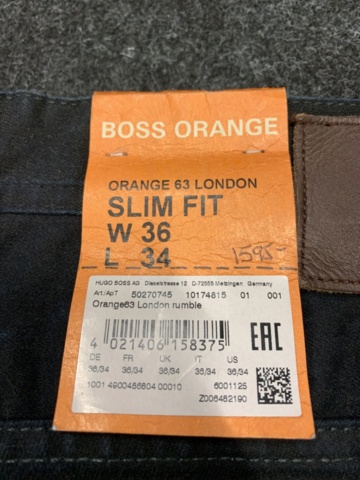 BOSS ORANGE
ORANGE 63 LONDON
SLIM FIT
W 36
L 34
1595-
HUGO BOSS AG Dieselstrasse 12 D-72555 Metzingen Germany
Art./ApT 50270745 10174815 01 001
Orange63 London rumble
EAC
4 021406 158375
DE FR UK IT US
36/34 36/34 36/34 36/34 36/34
1001 4900466804 00010 6001125
Z006482190